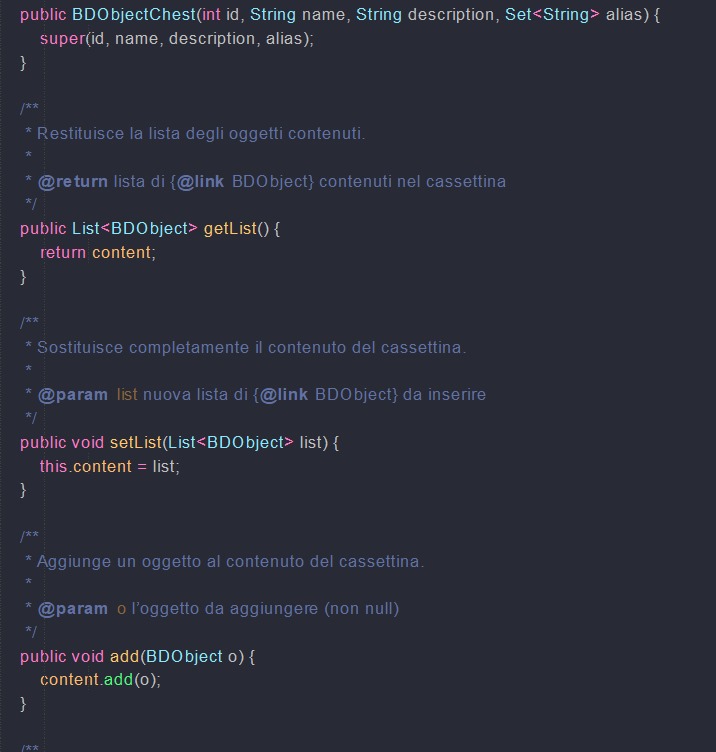 public BDObjectChest(int id, String name, String description, Set<String> alias) {
super(id, name, description, alias);
}
/**
* Restituisce la lista degli oggetti contenuti.
*
* @return lista di {@link BDObject} contenuti nel cassettina
*/
public List<BDObject> getList() {
return content;
}
/**
* Sostituisce completamente il contenuto del cassettina.
*
* @param list nuova lista di {@link BDObject} da inserire
*/
public void setList(List<BDObject> list) {
this.content = list;
}
/**
* Aggiunge un oggetto al contenuto del cassettina.
*
* @param o l’oggetto da aggiungere (non null)
*/
public void add(BDObject o) {
content.add(o);
}
/**